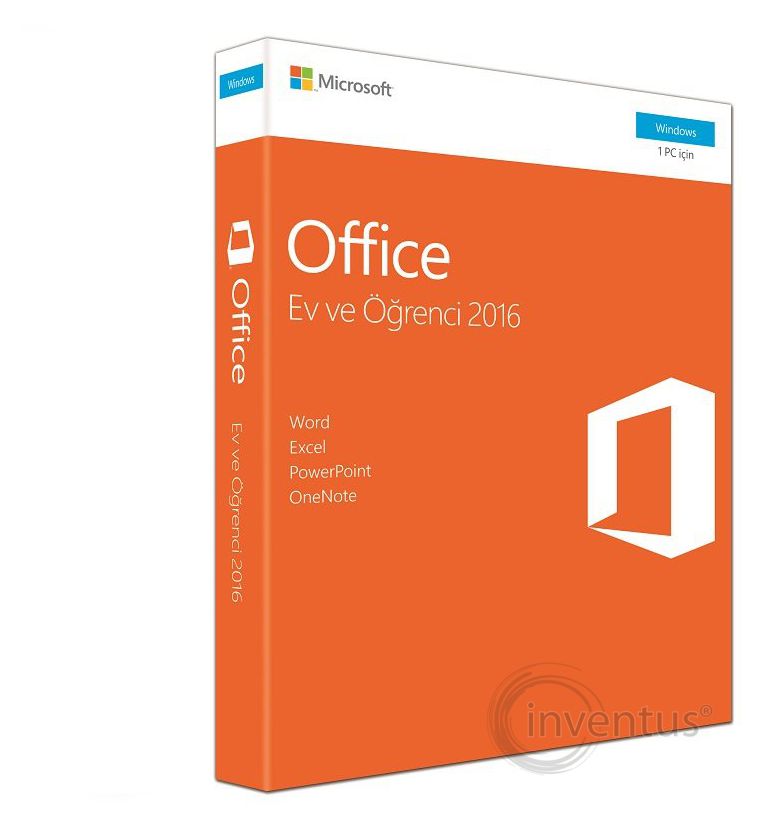 Windows
Microsoft
Windows
1 PC için
Office
Ev ve Öğrenci 2016
Word
Excel
PowerPoint
OneNote
Office
Ev ve Öğrenci 2016
inventus®